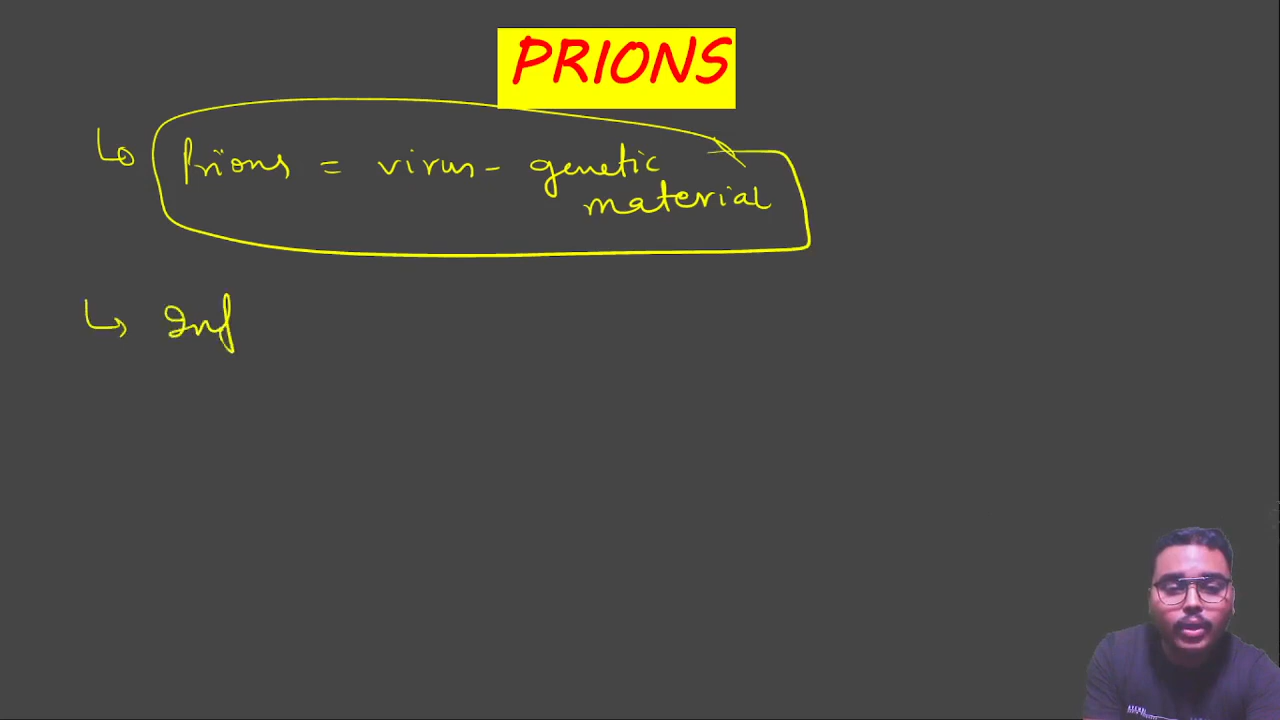 PRIONS
Prions = virus - genetic
material
Inf